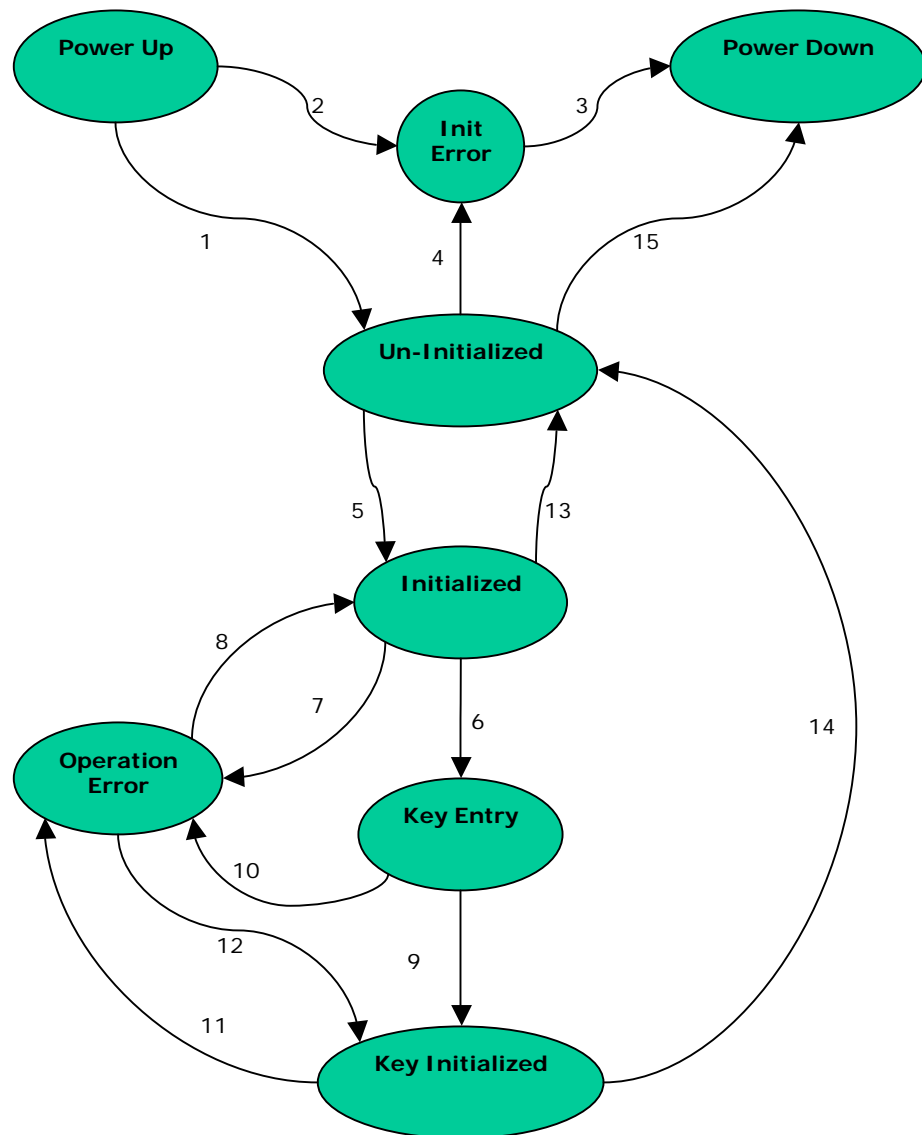 Power Up
Power Down
2
3
Init
Error
1
4
15
Un-Initialized
5
13
Initialized
8
7
6
14
Operation
Error
Key Entry
10
12
9
11
Key Initialized